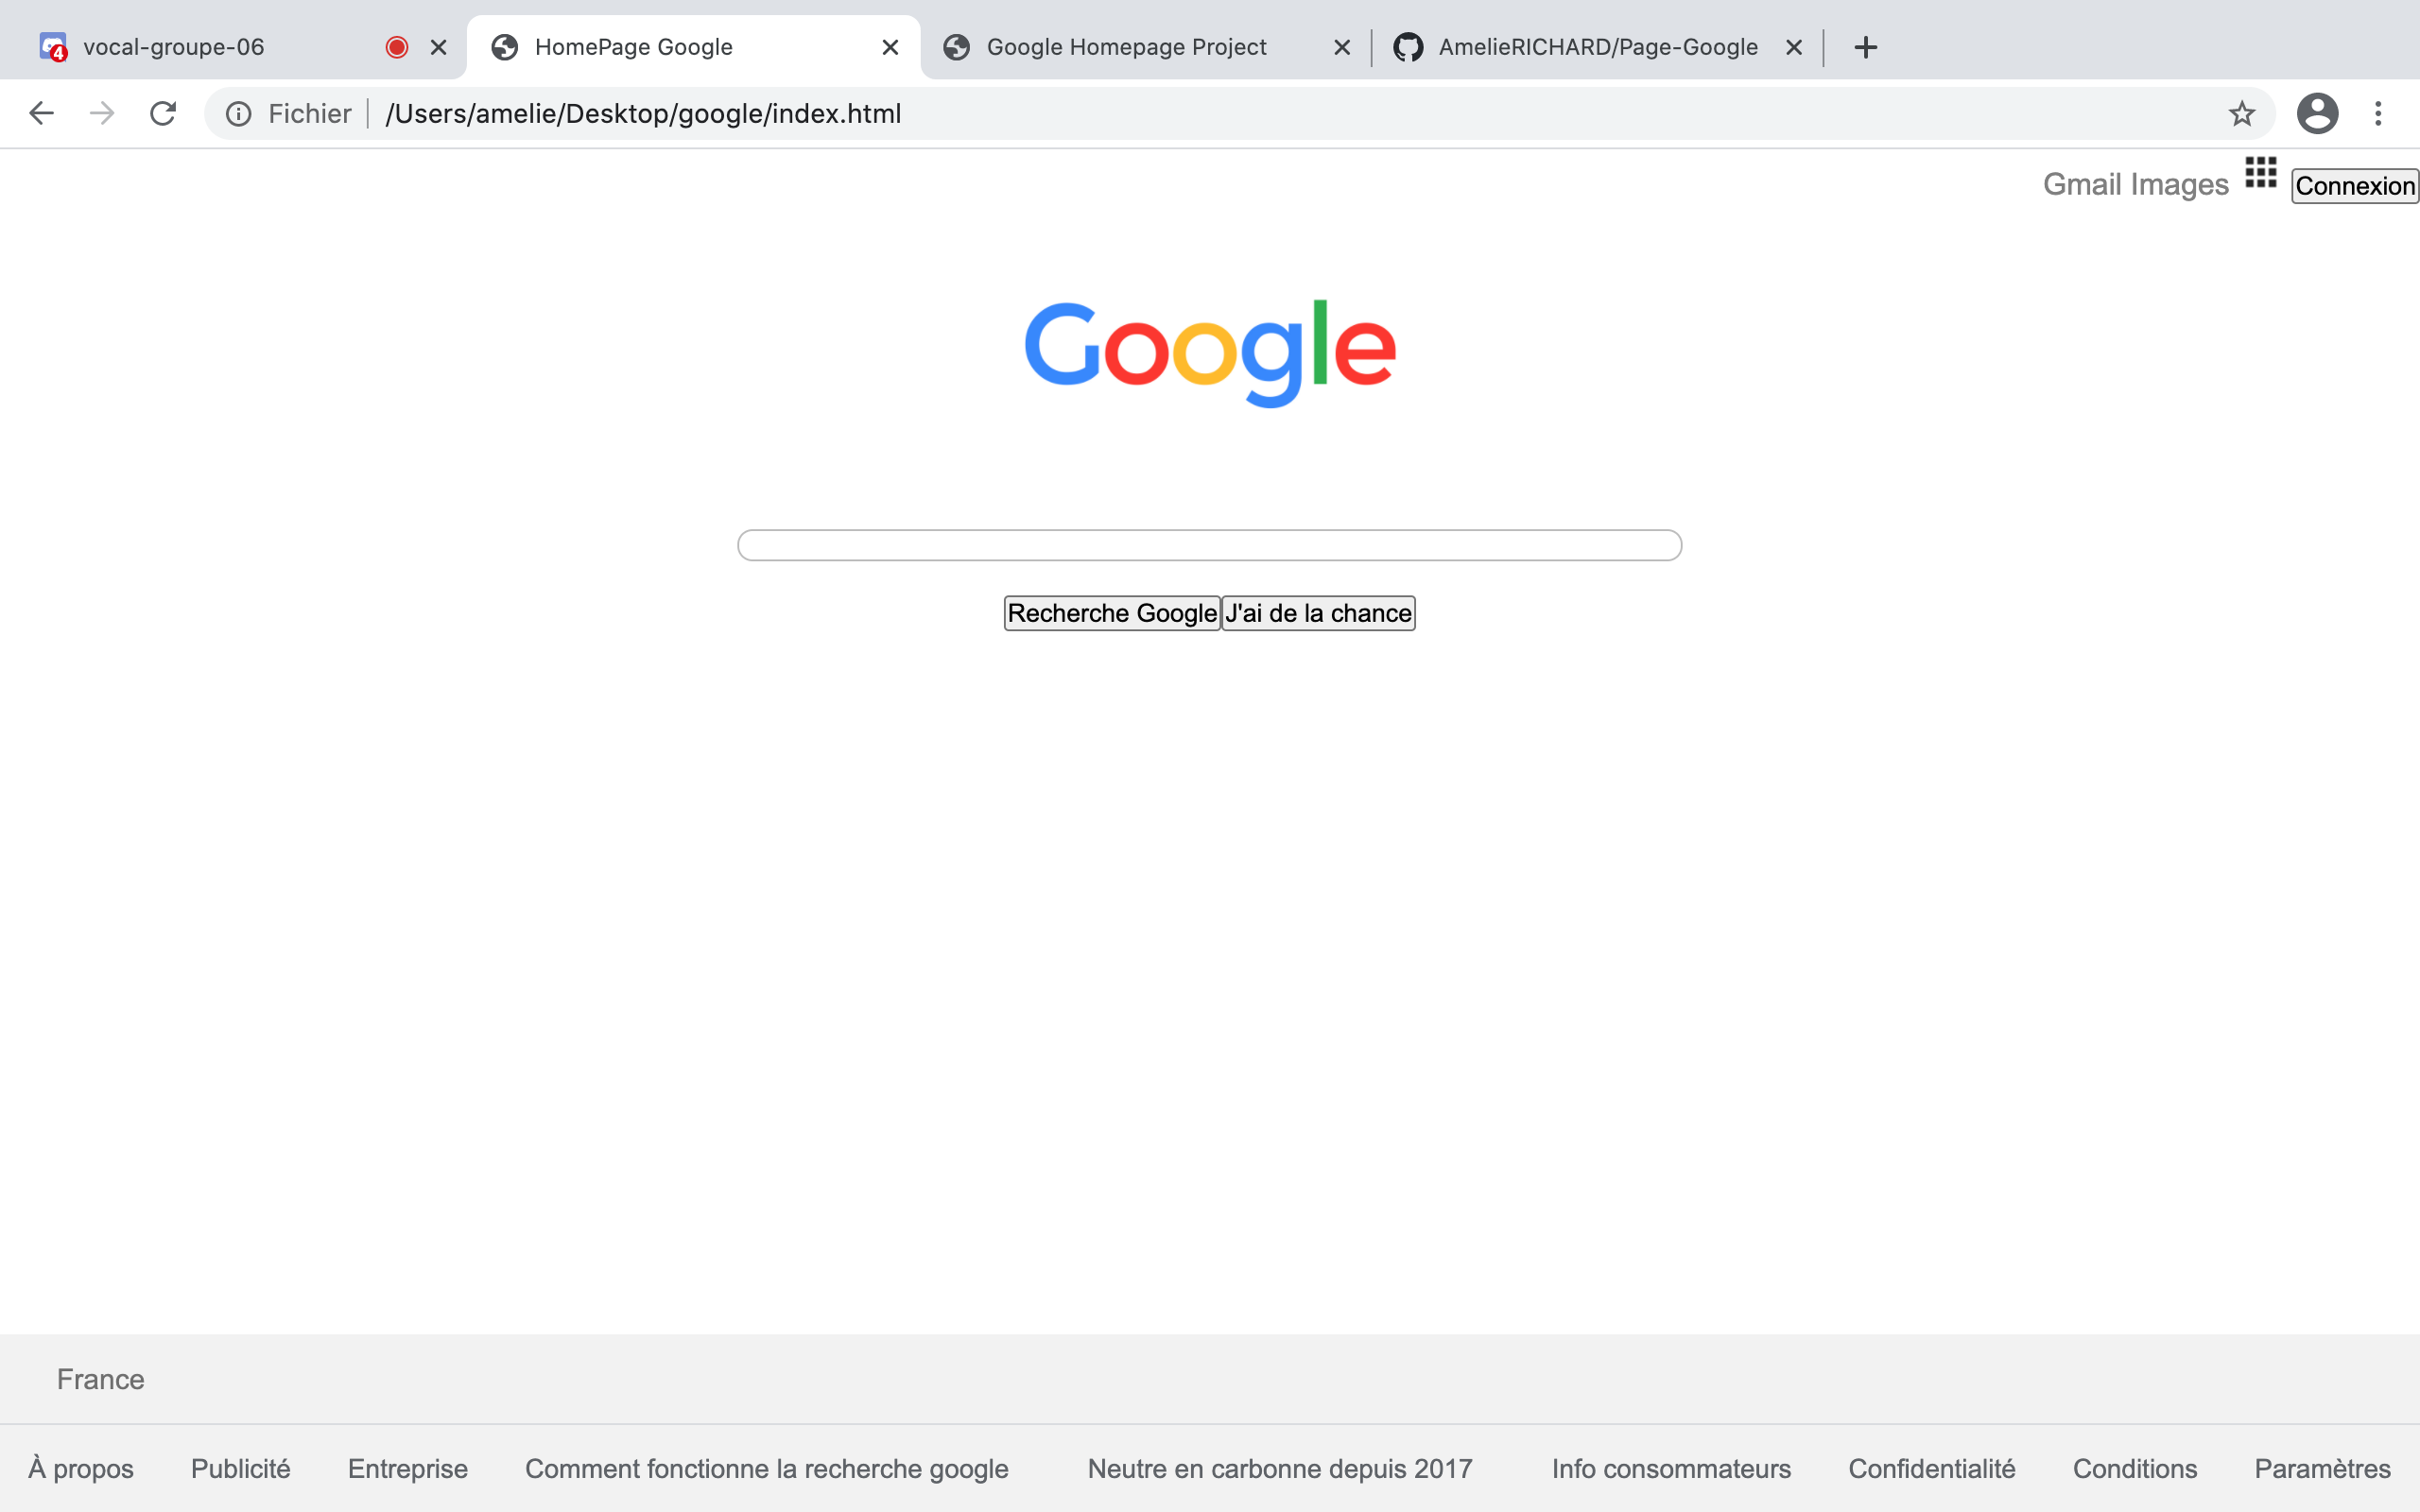 4 vocal-groupe-06 HomePage Google Google Homepage Project AmelieRICHARD/Page-Google
Fichier /Users/amelie/Desktop/google/index.html
Gmail Images Connexion
Google
Recherche Google J'ai de la chance
France
À propos Publicité Entreprise Comment fonctionne la recherche google Neutre en carbonne depuis 2017 Info consommateurs Confidentialité Conditions Paramètres